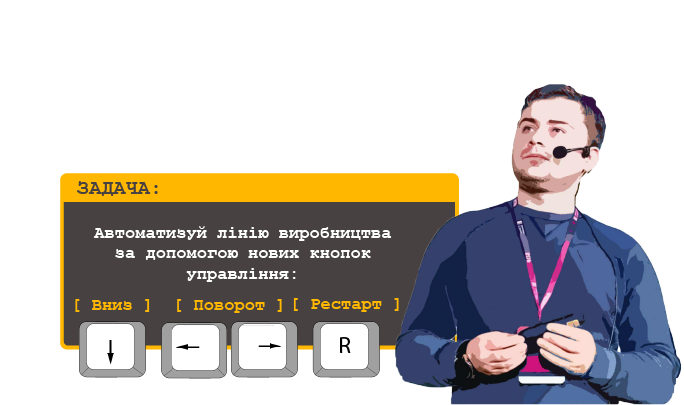 ЗАДАЧА:
Автоматизуй лінію виробництва
за допомогою нових кнопок
управління:
[ Вниз ] [ Поворот ] [ Рестарт ]
↓ ← → R